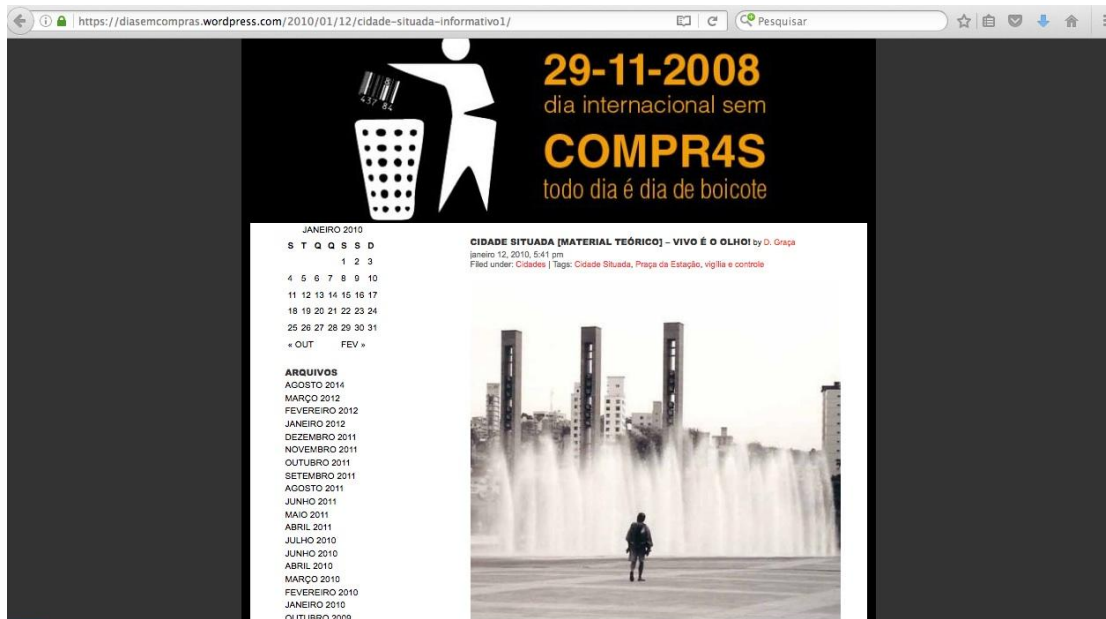 https://diasemcompras.wordpress.com/2010/01/12/cidade-situada-informativo1/
Pesquisar
437 84
29-11-2008
dia internacional sem
COMPR4S
todo dia é dia de boicote
JANEIRO 2010
S T Q Q S S D
1 2 3
4 5 6 7 8 9 10
11 12 13 14 15 16 17
18 19 20 21 22 23 24
25 26 27 28 29 30 31
« OUT FEV »
ARQUIVOS
AGOSTO 2014
MARÇO 2012
FEVEREIRO 2012
JANEIRO 2012
DEZEMBRO 2011
NOVEMBRO 2011
OUTUBRO 2011
SETEMBRO 2011
AGOSTO 2011
JUNHO 2011
MAIO 2011
ABRIL 2011
JULHO 2010
JUNHO 2010
ABRIL 2010
MARÇO 2010
FEVEREIRO 2010
JANEIRO 2010
OUTUBRO 2009
CIDADE SITUADA [MATERIAL TEÓRICO] – VIVO É O OLHO! by D. Graça
janeiro 12, 2010, 5:41 pm
Filed under: Cidades | Tags: Cidade Situada, Praça da Estação, vigília e controle